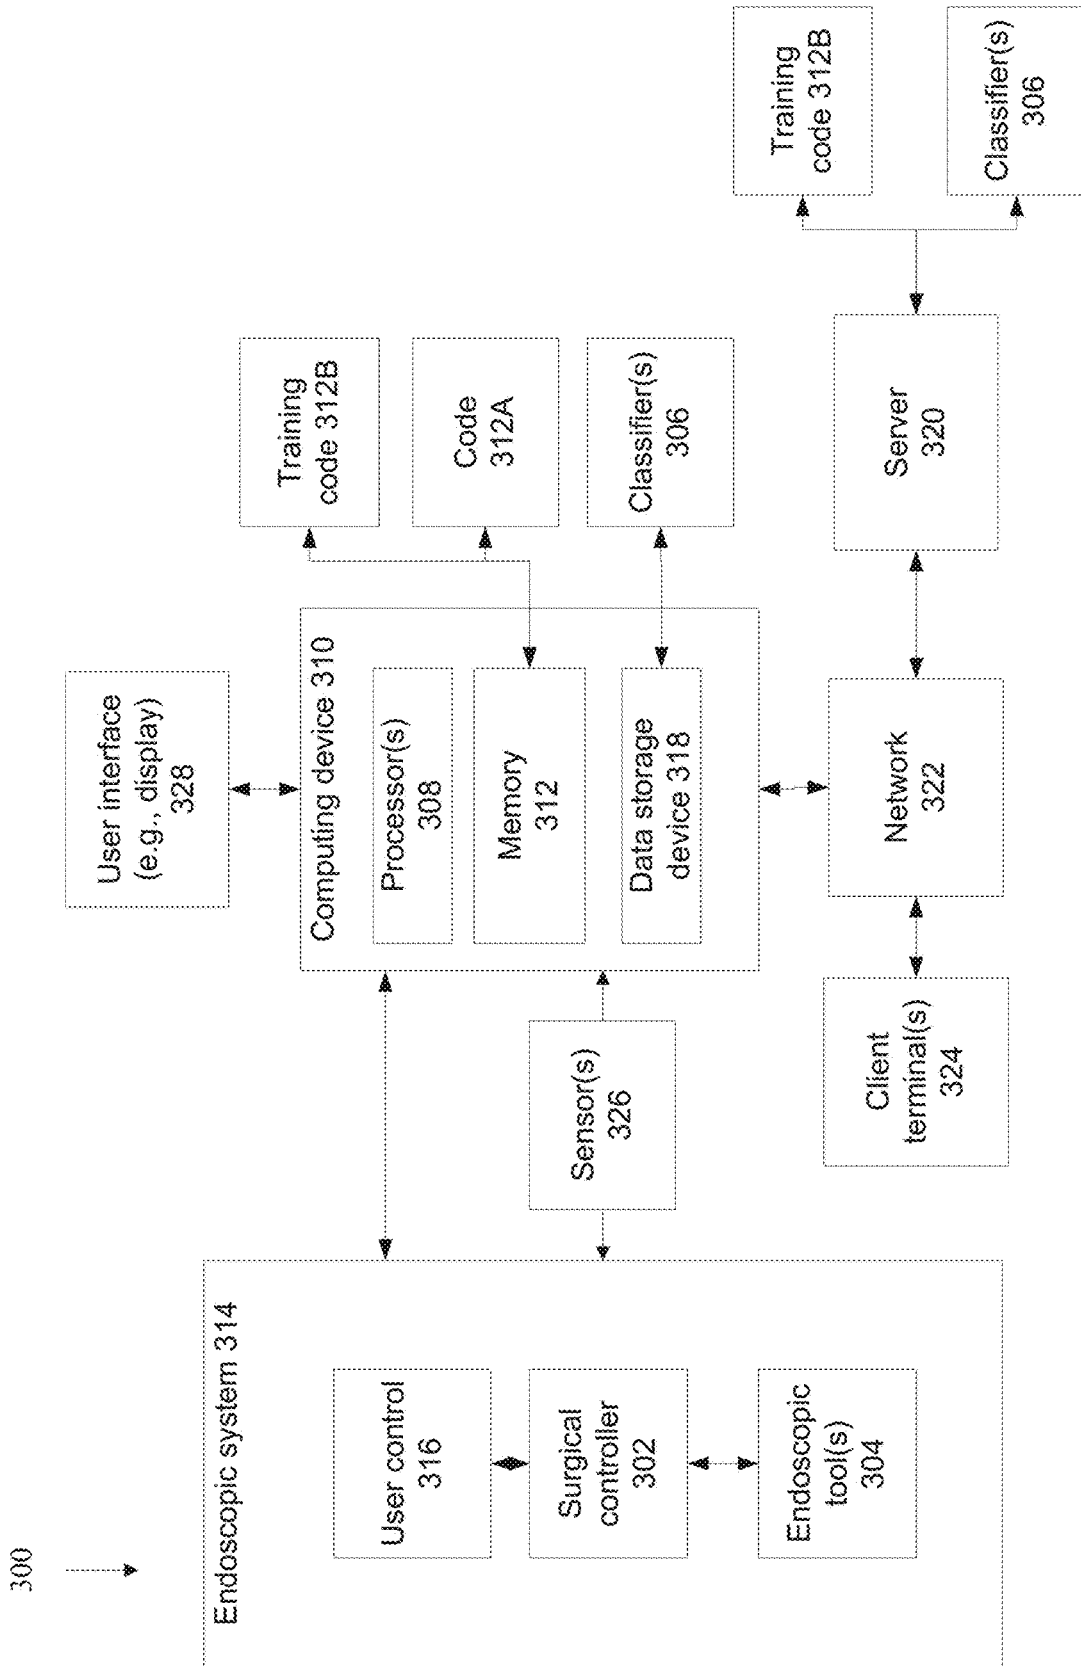 300
Endoscopic system 314
User control
316
Surgical
controller
302
Endoscopic
tool(s)
304
Sensor(s)
326
User interface
(e.g., display)
328
Computing device 310
Processor(s)
308
Memory
312
Data storage
device 318
Training
code 312B
Code
312A
Classifier(s)
306
Client
terminal(s)
324
Network
322
Server
320
Training
code 312B
Classifier(s)
306